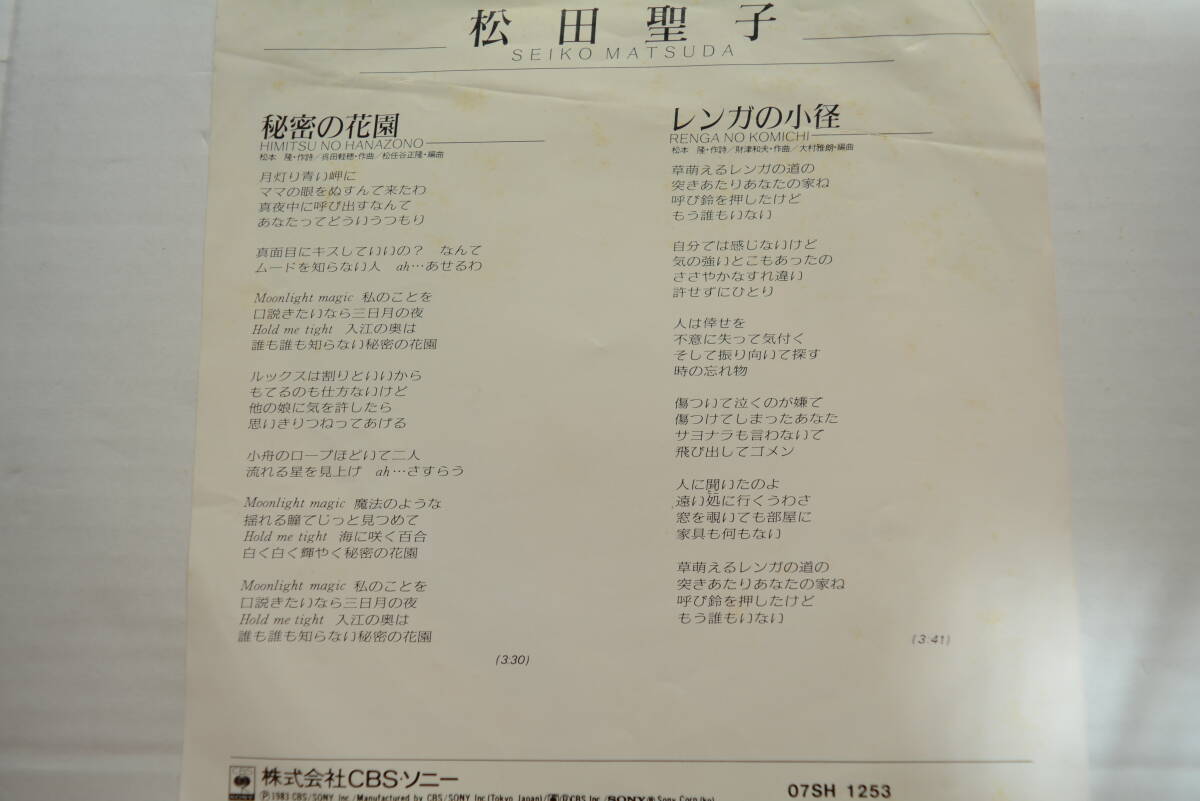 松田聖子
SEIKO MATSUDA
秘密の花園
HIMITSU NO HANAZONO
松本 隆・作詩/呉田軽穂・作曲/松任谷正隆・編曲
月灯り青い岬に
ママの眼をぬすんで来たわ
真夜中に呼び出すなんて
あなたってどういうつもり
真面目にキスしていいの? なんて
ムードを知らない人 ah…あせるわ
Moonlight magic 私のことを
口説きたいなら三日月の夜
Hold me tight 入江の奥は
誰も誰も知らない秘密の花園
ルックスは割りといいから
もてるのも仕方ないけど
他の娘に気を許したら
思いきりつねってあげる
小舟のロープほどいて二人
流れる星を見上げ ah…さすらう
Moonlight magic 魔法のような
揺れる瞳でじっと見つめて
Hold me tight 海に咲く百合
白く白く輝やく秘密の花園
Moonlight magic 私のことを
口説きたいなら三日月の夜
Hold me tight 入江の奥は
誰も誰も知らない秘密の花園
(3:30)
レンガの小径
RENGA NO KOMICHI
松本 隆・作詩/財津和夫・作曲/大村雅朗・編曲
草萌えるレンガの道の
突きあたりあなたの家ね
呼び鈴を押したけど
もう誰もいない
自分では感じないけど
気の強いとこもあったの
ささやかなすれ違い
許せずにひとり
人は倖せを
不意に失って気付く
そして振り向いて探す
時の忘れ物
傷ついて泣くのが嫌で
傷つけてしまったあなた
サヨナラも言わないで
飛び出してゴメン
人に聞いたのよ
遠い処に行くうわさ
窓を覗いても部屋に
家具も何もない
草萌えるレンガの道の
突きあたりあなたの家ね
呼び鈴を押したけど
もう誰もいない
(3:41)
株式会社CBS・ソニー
Ⓟ1983 CBS/SONY Inc./Manufactured by CBS/SONY Inc.(Tokyo Japan)
07SH 1253